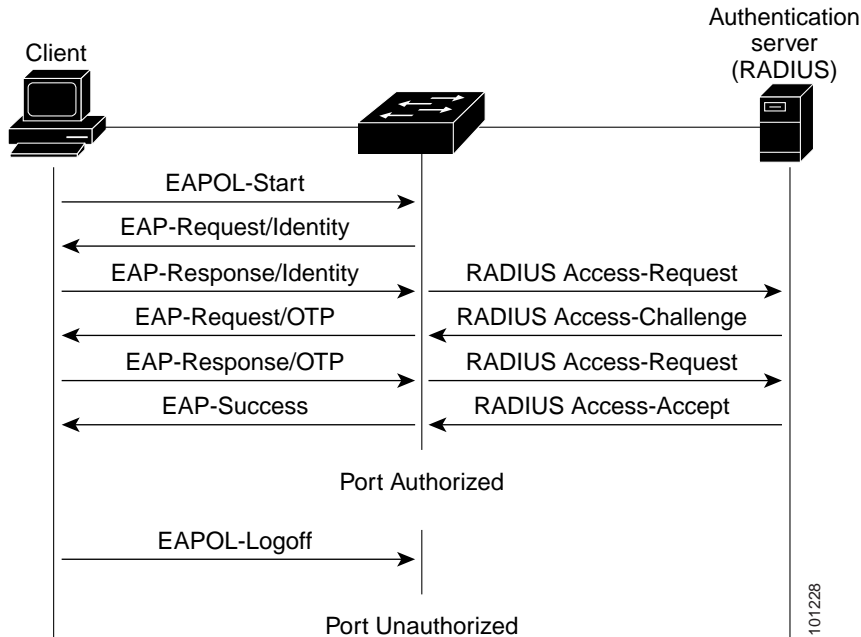 Client
Authentication
server
(RADIUS)
EAPOL-Start
EAP-Request/Identity
EAP-Response/Identity
RADIUS Access-Request
EAP-Request/OTP
RADIUS Access-Challenge
EAP-Response/OTP
RADIUS Access-Request
EAP-Success
RADIUS Access-Accept
Port Authorized
EAPOL-Logoff
Port Unauthorized
101228